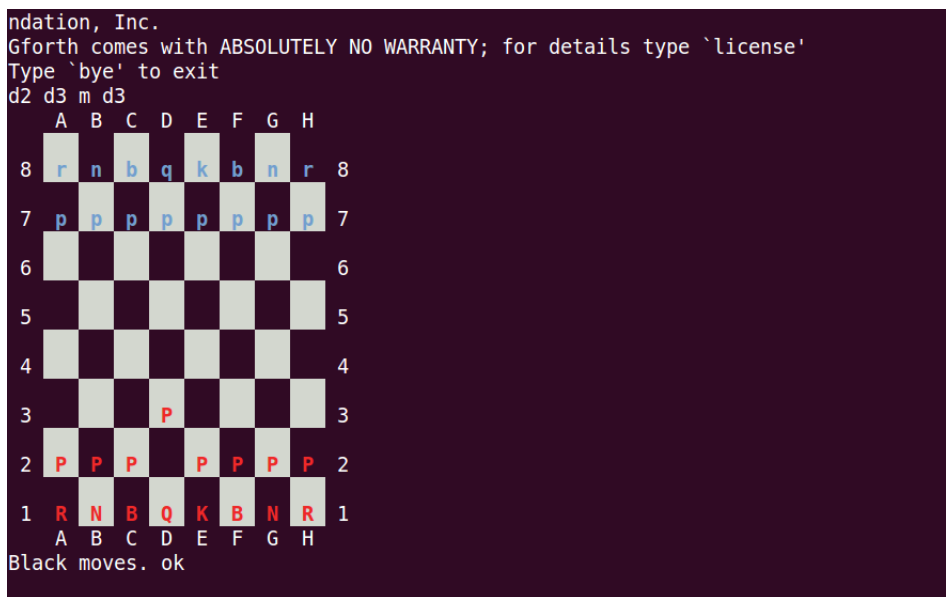 ndation, Inc.
Gforth comes with ABSOLUTELY NO WARRANTY; for details type `license'
Type `bye' to exit
d2 d3 m d3
A B C D E F G H
8 r n b q k b n r 8
7 p p p p p p p p 7
6 6
5 5
4 4
3 P 3
2 P P P P P P P 2
1 R N B Q K B N R 1
A B C D E F G H
Black moves. ok